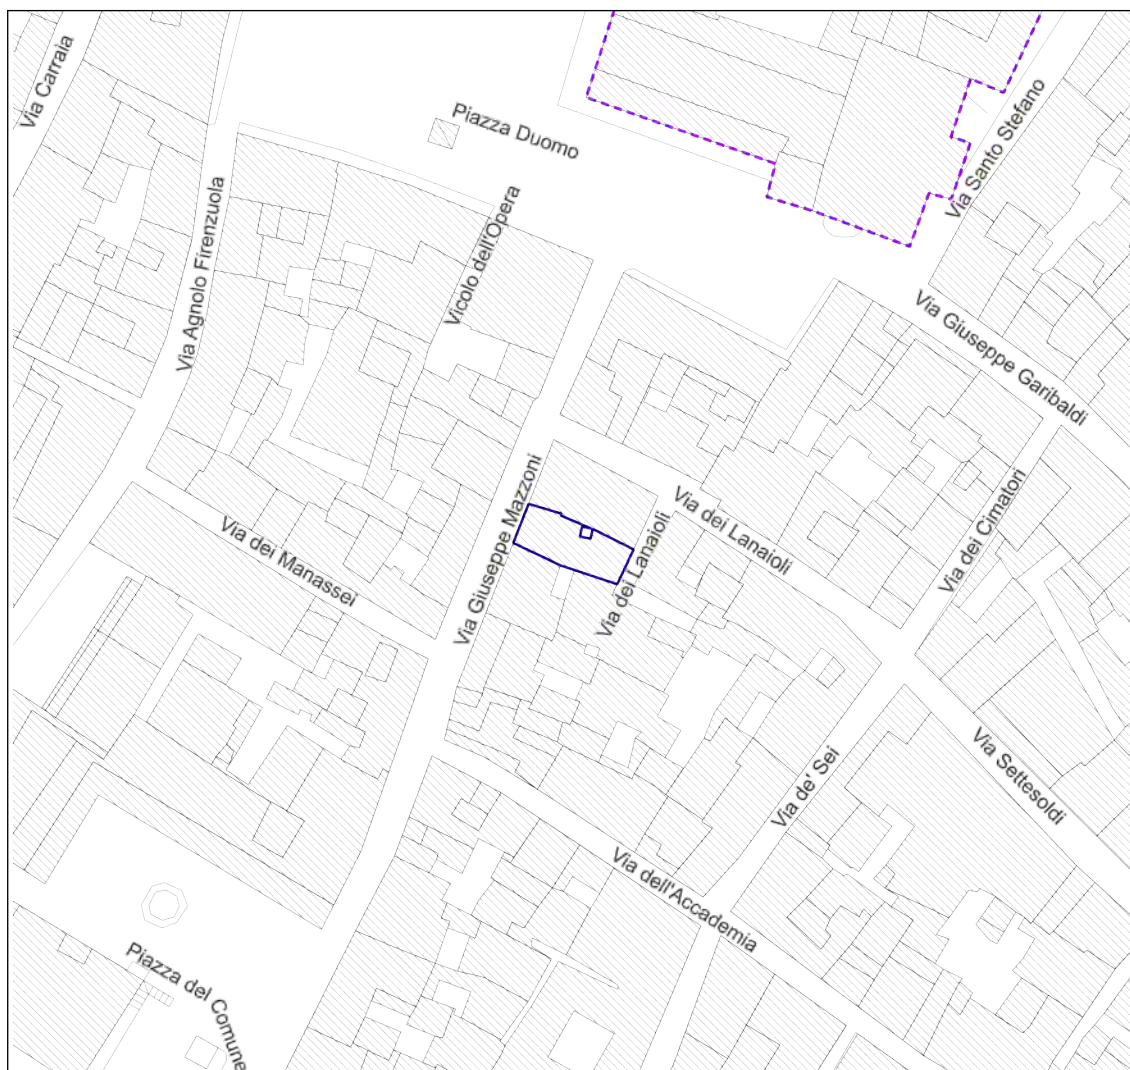 Via Carraia
Piazza Duomo
Via Santo Stefano
Via Agnolo Firenzuola
Vicolo dell'Opera
Via Giuseppe Garibaldi
Via Giuseppe Mazzoni
Via dei Lanaioli
Via dei Cimatori
Via dei Manassei
Via dei Lanaioli
Via de' Sei
Via Settesoldi
Via dell'Accademia
Piazza del Comune